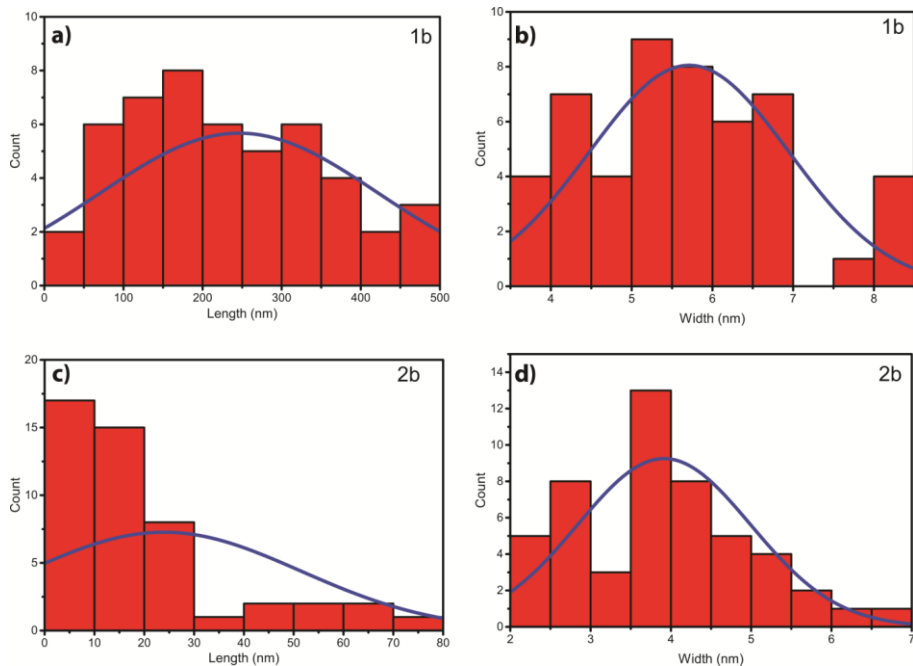 a)
1b
10
8
6
4
2
0
Count
0 100 200 300 400 500
Length (nm)
b)
1b
10
8
6
4
2
0
Count
4 5 6 7 8
Width (nm)
c)
2b
20
15
10
5
0
Count
0 10 20 30 40 50 60 70 80
Length (nm)
d)
2b
14
12
10
8
6
4
2
0
Count
2 3 4 5 6 7
Width (nm)